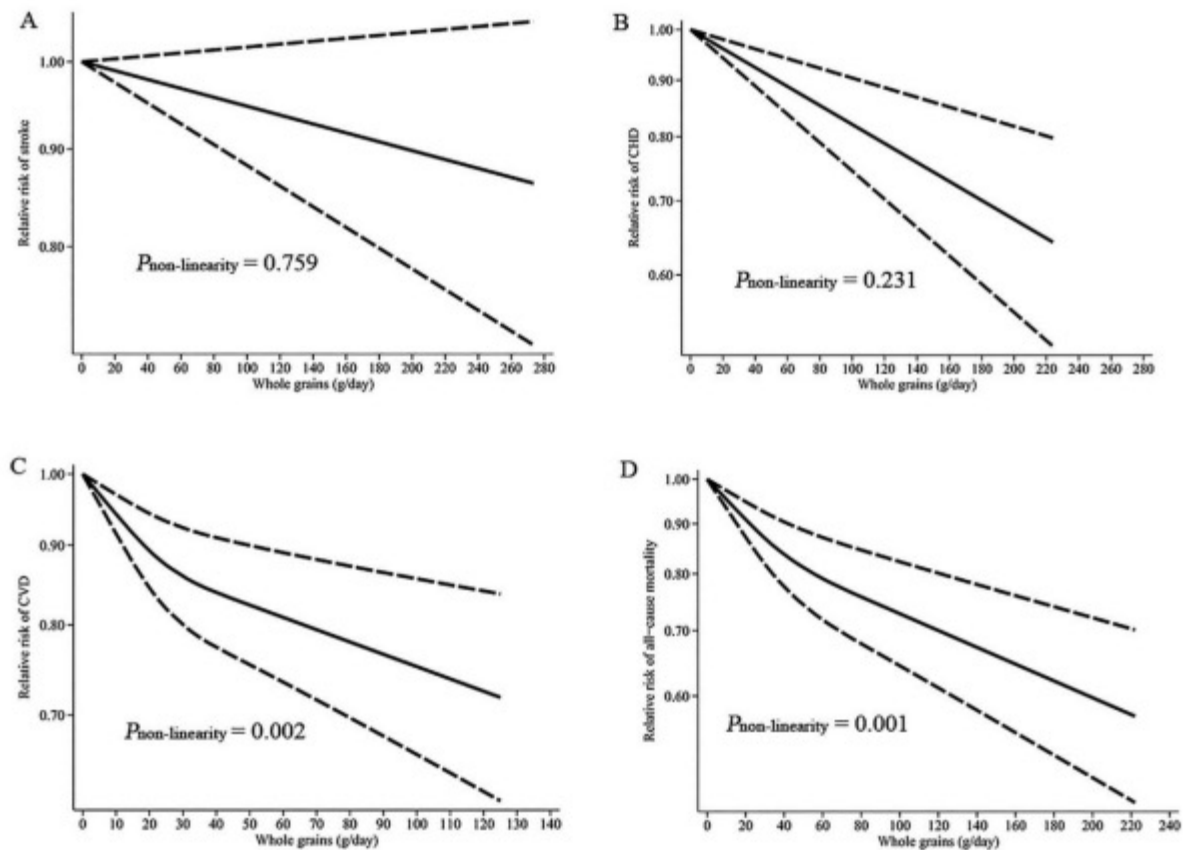 A
Relative risk of stroke
1.00
0.90
0.80
Pnon-linearity = 0.759
0 20 40 60 80 100 120 140 160 180 200 220 240 260 280
Whole grains (g/day)
B
Relative risk of CHD
1.00
0.90
0.80
0.70
0.60
Pnon-linearity = 0.231
0 20 40 60 80 100 120 140 160 180 200 220 240 260 280
Whole grains (g/day)
C
Relative risk of CVD
1.00
0.90
0.80
0.70
Pnon-linearity = 0.002
0 10 20 30 40 50 60 70 80 90 100 110 120 130 140
Whole grains (g/day)
D
Relative risk of all-cause mortality
1.00
0.90
0.80
0.70
0.60
Pnon-linearity = 0.001
0 20 40 60 80 100 120 140 160 180 200 220 240
Whole grains (g/day)